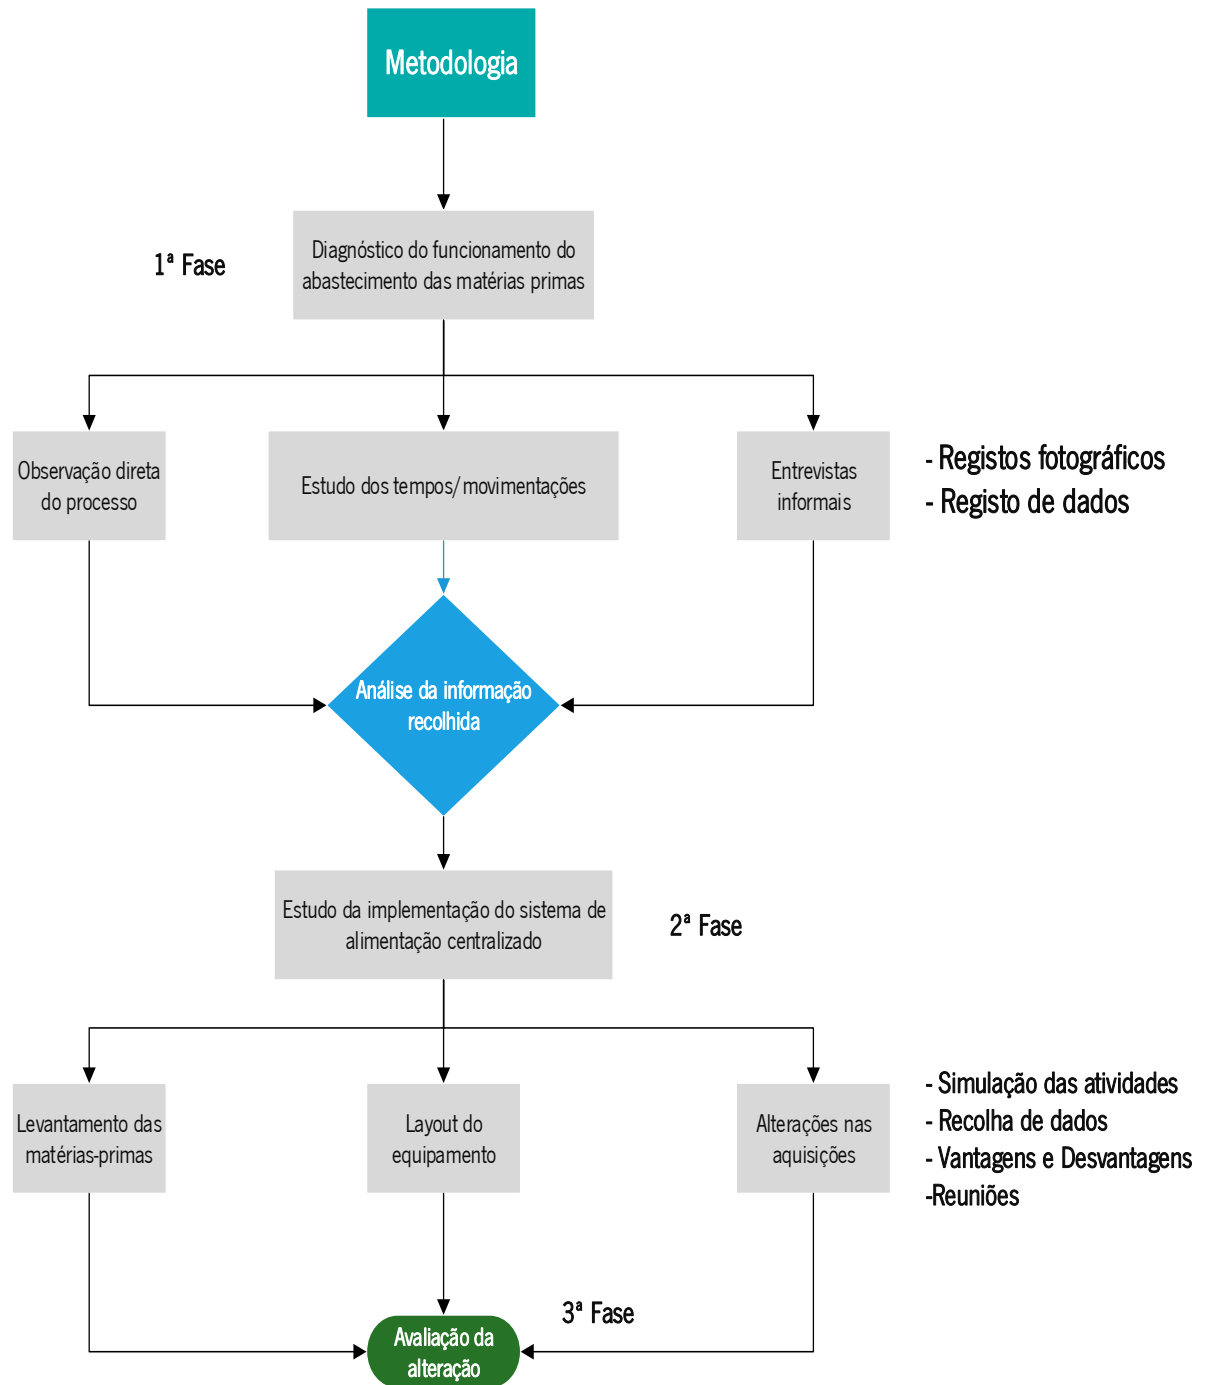 Metodologia
1ª Fase
Diagnóstico do funcionamento do
abastecimento das matérias primas
Observação direta
do processo
Estudo dos tempos/movimentações
Entrevistas
informais
- Registos fotográficos
- Registo de dados
Análise da informação
recolhida
Estudo da implementação do sistema de
alimentação centralizado
2ª Fase
Levantamento das
matérias-primas
Layout do
equipamento
Alterações nas
aquisições
- Simulação das atividades
- Recolha de dados
- Vantagens e Desvantagens
-Reuniões
3ª Fase
Avaliação da
alteração